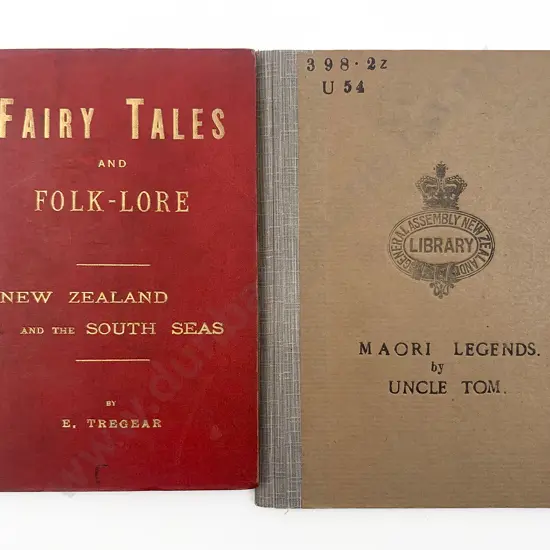 FAIRY TALES
AND
FOLK-LORE
NEW ZEALAND
AND THE SOUTH SEAS
BY
E. TREGEAR
398.2z
U54
GENERAL ASSEMBLY NEW ZEALAND
LIBRARY
MAORI LEGENDS.
by
UNCLE TOM.